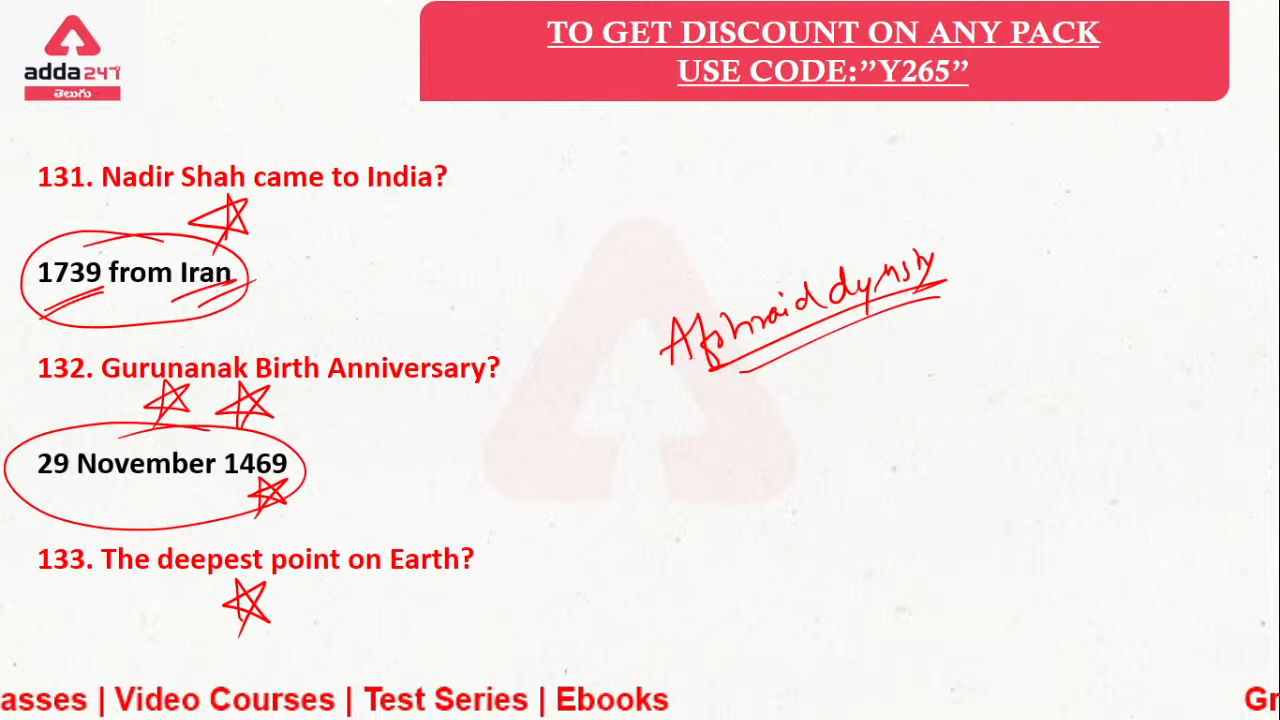 adda247
తెలుగు
TO GET DISCOUNT ON ANY PACK
USE CODE:”Y265”
131. Nadir Shah came to India?
1739 from Iran
Afshraid dynsty
132. Gurunanak Birth Anniversary?
29 November 1469
133. The deepest point on Earth?
asses | Video Courses | Test Series | Ebooks
Gr